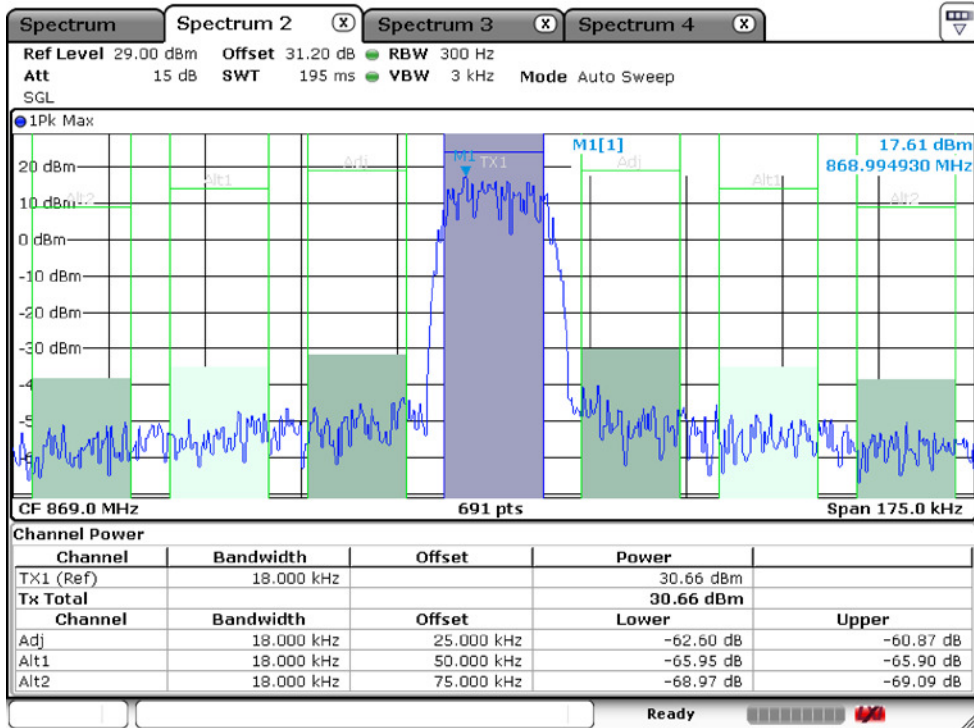 Spectrum Spectrum 2 X Spectrum 3 X Spectrum 4 X
Ref Level 29.00 dBm Offset 31.20 dB RBW 300 Hz
Att 15 dB SWT 195 ms VBW 3 kHz Mode Auto Sweep
SGL
1Pk Max
M1[1] 17.61 dBm
868.994930 MHz
20 dBm
Adj M1 TX1 Adj
Alt1 Alt1
10 dBm
Alt2 Alt2
0 dBm
-10 dBm
-20 dBm
-30 dBm
CF 869.0 MHz 691 pts Span 175.0 kHz
Channel Power
Channel Bandwidth Offset Power
TX1 (Ref) 18.000 kHz 30.66 dBm
Tx Total 30.66 dBm
Channel Bandwidth Offset Lower Upper
Adj 18.000 kHz 25.000 kHz -62.60 dB -60.87 dB
Alt1 18.000 kHz 50.000 kHz -65.95 dB -65.90 dB
Alt2 18.000 kHz 75.000 kHz -68.97 dB -69.09 dB
Ready